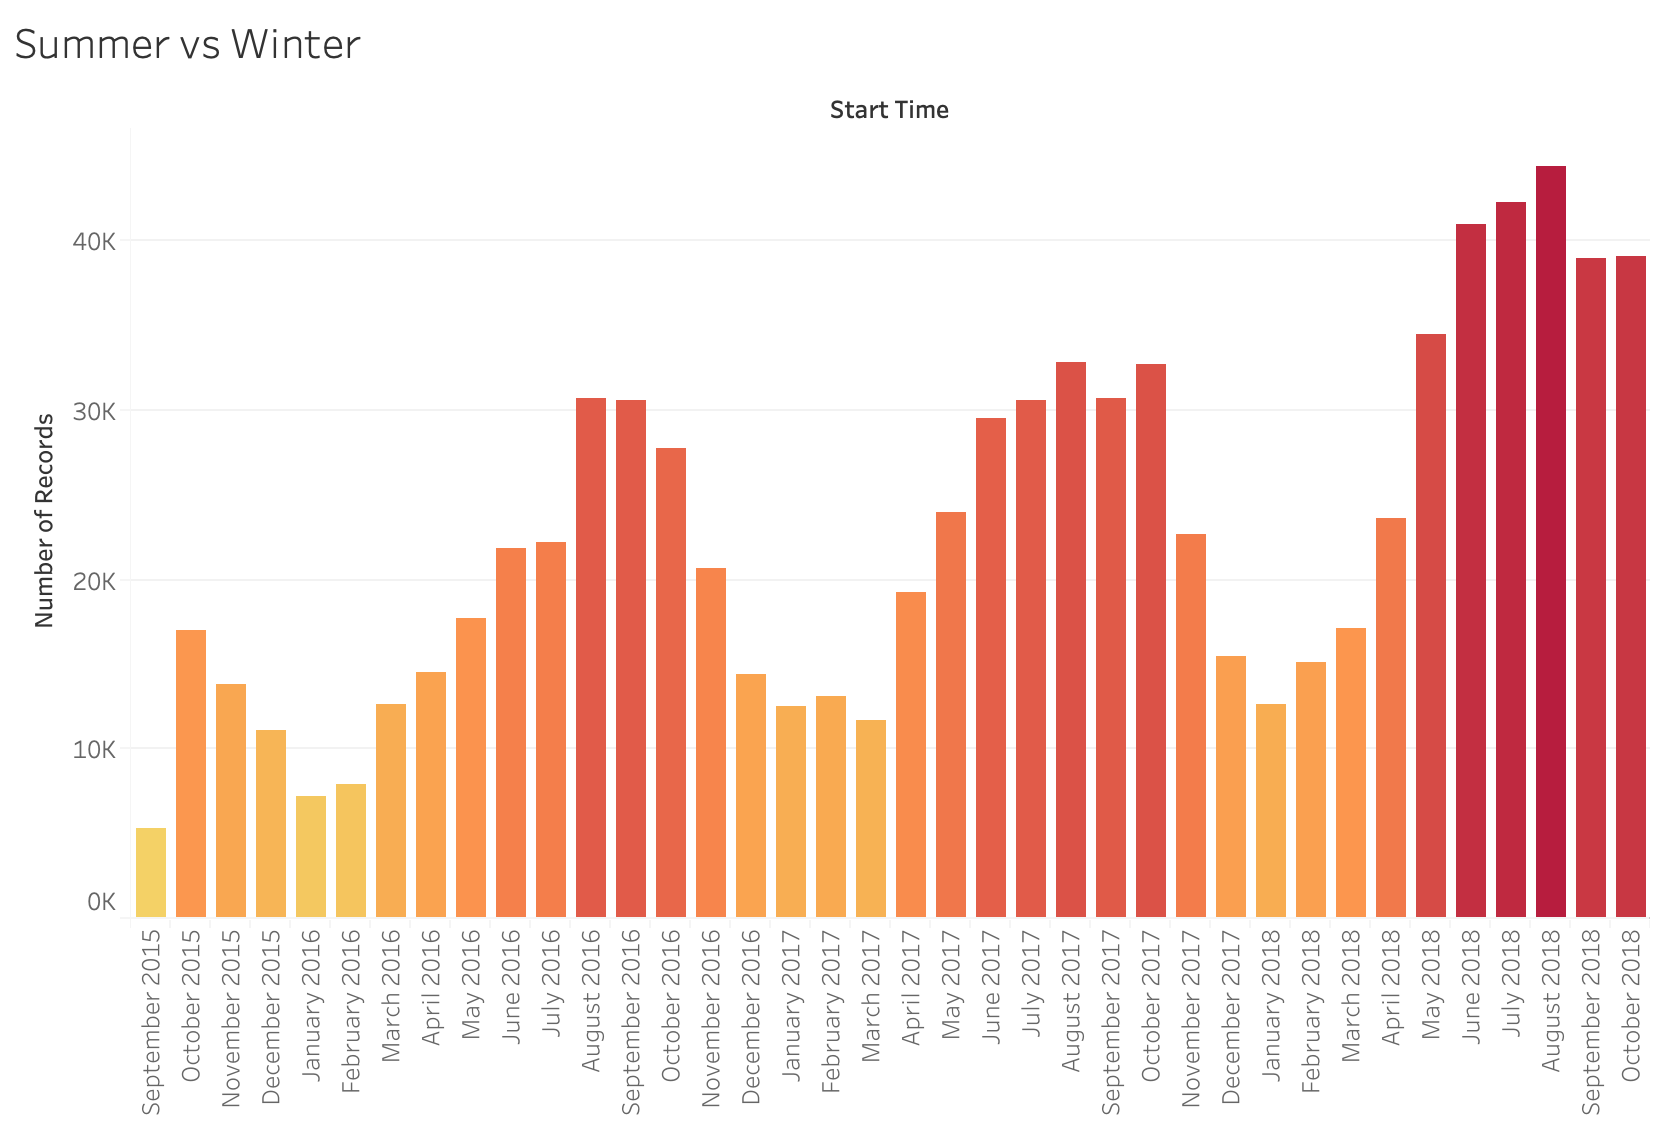 Summer vs Winter
Start Time
Number of Records
40K
30K
20K
10K
0K
September 2015
October 2015
November 2015
December 2015
January 2016
February 2016
March 2016
April 2016
May 2016
June 2016
July 2016
August 2016
September 2016
October 2016
November 2016
December 2016
January 2017
February 2017
March 2017
April 2017
May 2017
June 2017
July 2017
August 2017
September 2017
October 2017
November 2017
December 2017
January 2018
February 2018
March 2018
April 2018
May 2018
June 2018
July 2018
August 2018
September 2018
October 2018